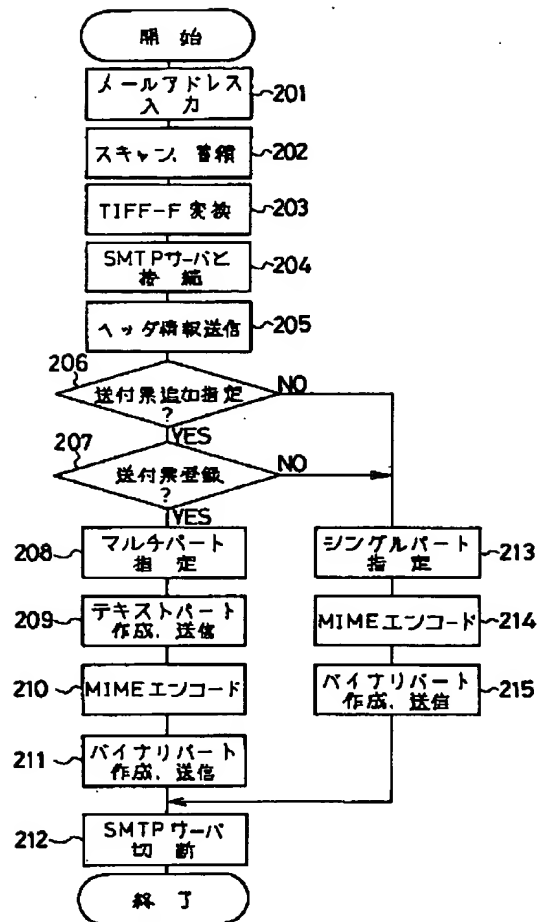 開始
メールアドレス
入力
201
スキャン、蓄積
202
TIFF-F 変換
203
SMTPサーバと
接続
204
ヘッダ情報送信
205
206
送付票追加指定
?
NO
YES
207
送付票登録
?
NO
YES
208
マルチパート
指定
シングルパート
指定
213
209
テキストパート
作成、送信
MIMEエンコード
214
210
MIMEエンコード
バイナリパート
作成、送信
215
211
バイナリパート
作成、送信
212
SMTPサーバ
切断
終了